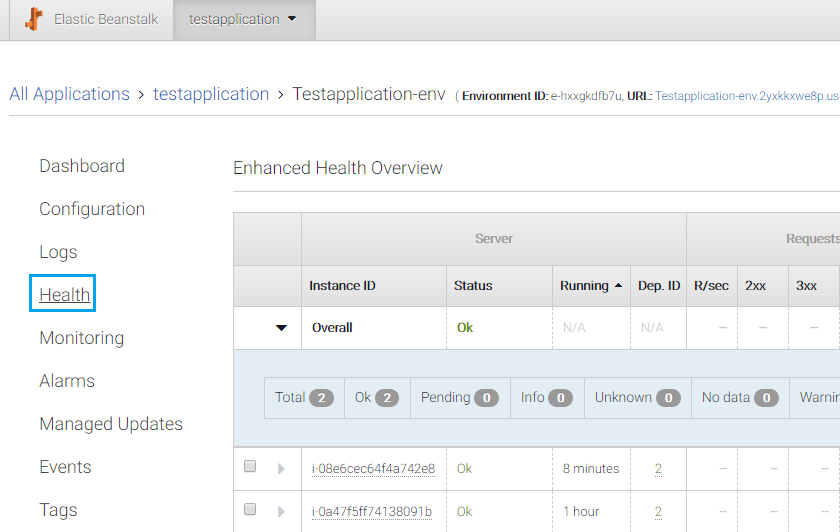 Elastic Beanstalk testapplication
All Applications > testapplication > Testapplication-env ( Environment ID: e-hxxgkdfb7u, URL: Testapplication-env.2yxkkxwe8p.us
Dashboard
Configuration
Logs
Health
Monitoring
Alarms
Managed Updates
Events
Tags
Enhanced Health Overview
Server Requests
Instance ID Status Running Dep. ID R/sec 2xx 3xx
Overall Ok N/A N/A -- -- --
Total 2 Ok 2 Pending 0 Info 0 Unknown 0 No data 0 Warnin
i-08e6cec64f4a742e8 Ok 8 minutes 2 -- -- --
i-0a47f5ff74138091b Ok 1 hour 2 -- -- --